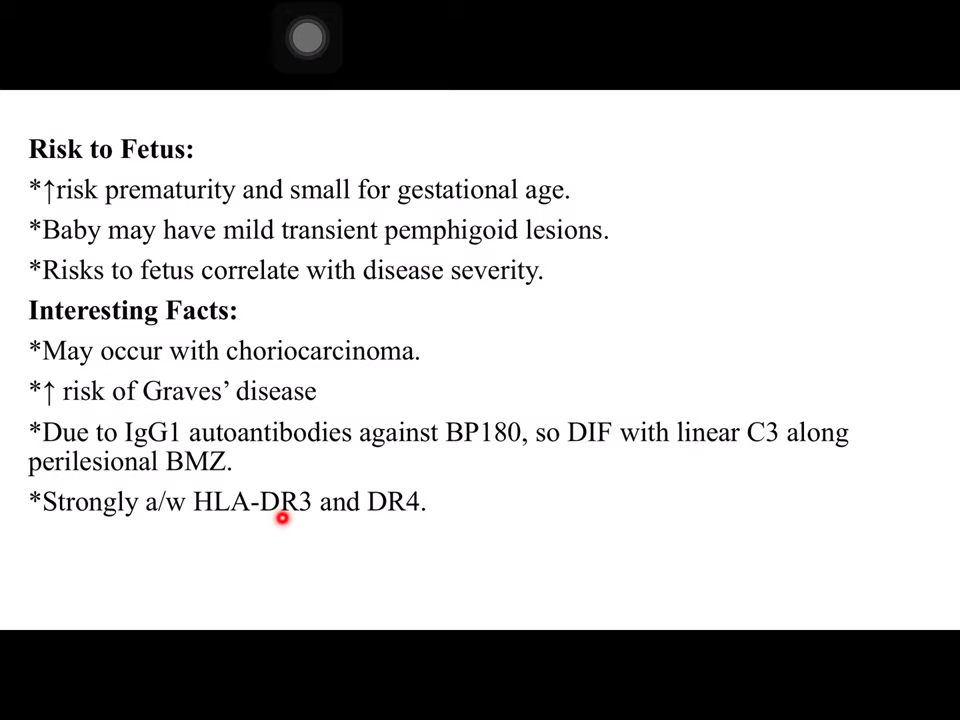 Risk to Fetus:
*↑risk prematurity and small for gestational age.
*Baby may have mild transient pemphigoid lesions.
*Risks to fetus correlate with disease severity.
Interesting Facts:
*May occur with choriocarcinoma.
*↑ risk of Graves’ disease
*Due to IgG1 autoantibodies against BP180, so DIF with linear C3 along
perilesional BMZ.
*Strongly a/w HLA-DR3 and DR4.